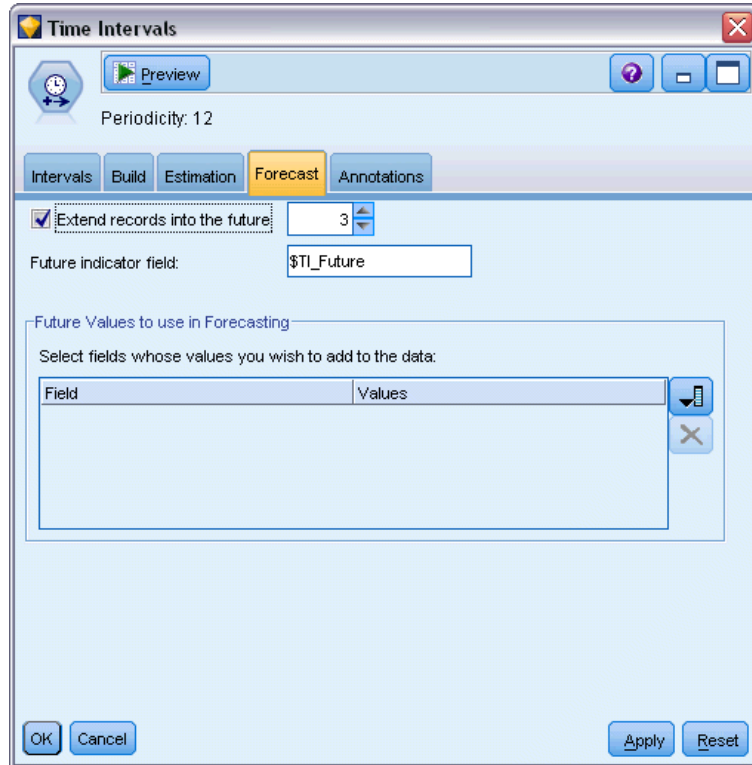 Time Intervals
Preview
Periodicity: 12
Intervals Build Estimation Forecast Annotations
Extend records into the future 3
Future indicator field: $TI_Future
Future Values to use in Forecasting
Select fields whose values you wish to add to the data:
Field Values
OK Cancel Apply Reset